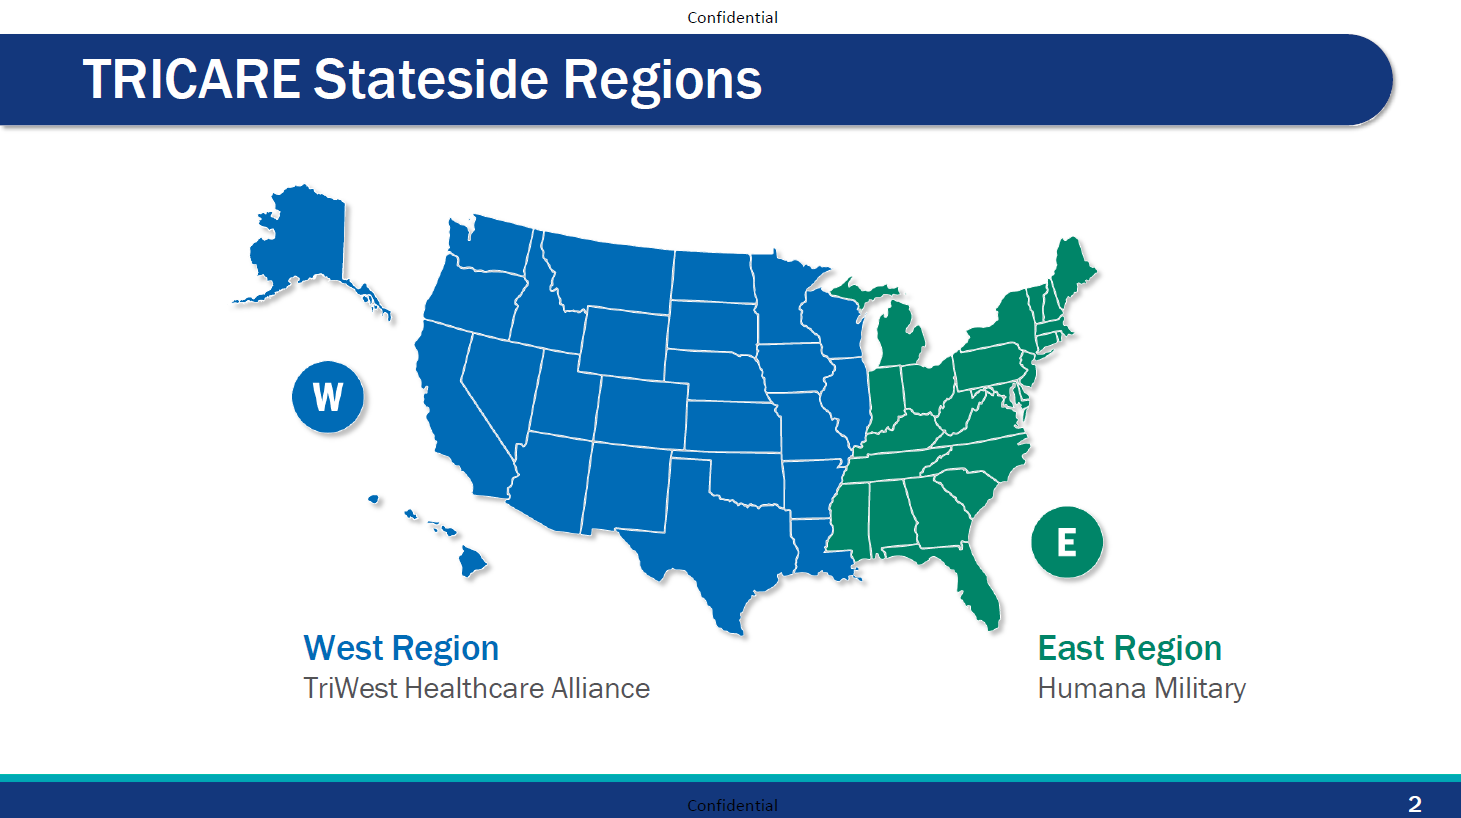 Confidential
TRICARE Stateside Regions
W
E
West Region
TriWest Healthcare Alliance
East Region
Humana Military
Confidential
2